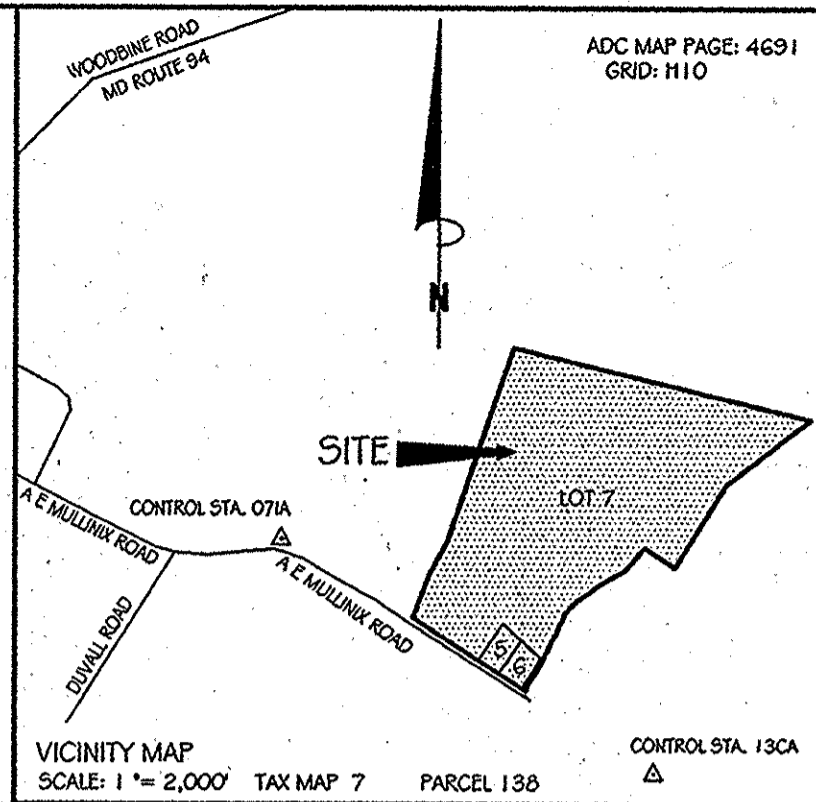 WOODBINE ROAD
MD ROUTE 94
ADC MAP PAGE: 4691
GRID: H10
N
SITE
LOT 7
A E MULLINIX ROAD
CONTROL STA. 071A
A E MULLINIX ROAD
DUVALL ROAD
5
6
VICINITY MAP
SCALE: 1 "= 2,000' TAX MAP 7 PARCEL 138
CONTROL STA. 13CA